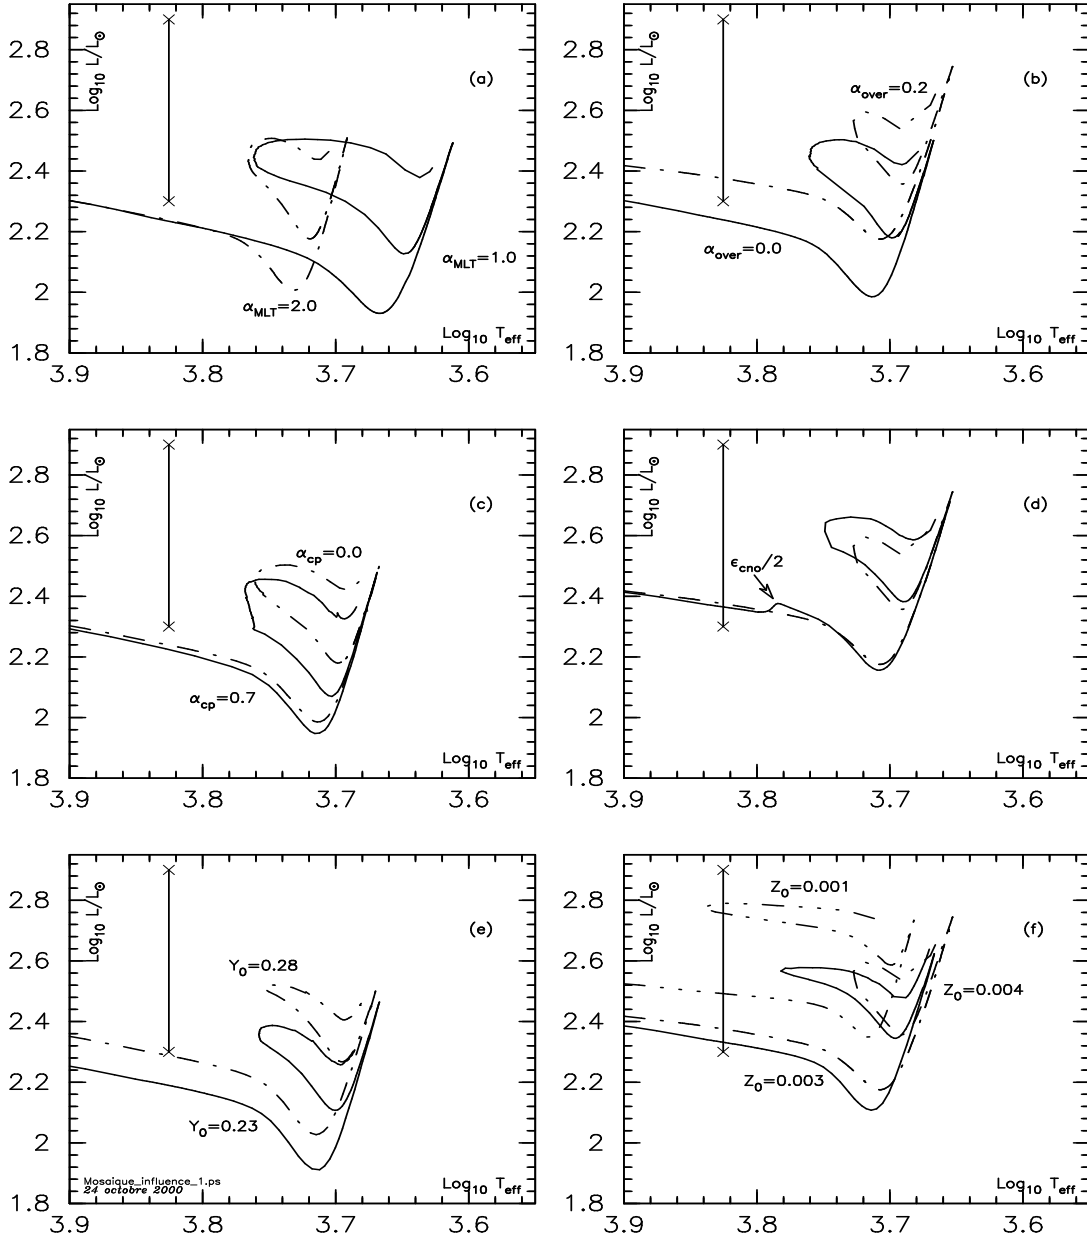 2.8
2.6
2.4
2.2
2
1.8
Log10 L/L⊙
(a)
αMLT=1.0
αMLT=2.0
Log10 Teff
3.9 3.8 3.7 3.6
2.8
2.6
2.4
2.2
2
1.8
Log10 L/L⊙
(b)
αover=0.2
αover=0.0
Log10 Teff
3.9 3.8 3.7 3.6
2.8
2.6
2.4
2.2
2
1.8
Log10 L/L⊙
(c)
αcp=0.0
αcp=0.7
Log10 Teff
3.9 3.8 3.7 3.6
2.8
2.6
2.4
2.2
2
1.8
Log10 L/L⊙
(d)
εcno/2
Log10 Teff
3.9 3.8 3.7 3.6
2.8
2.6
2.4
2.2
2
1.8
Log10 L/L⊙
(e)
Y0=0.28
Y0=0.23
Mosaique_influence_1.ps
24 octobre 2000
Log10 Teff
3.9 3.8 3.7 3.6
2.8
2.6
2.4
2.2
2
1.8
Log10 L/L⊙
Z0=0.001
(f)
Z0=0.004
Z0=0.003
Log10 Teff
3.9 3.8 3.7 3.6